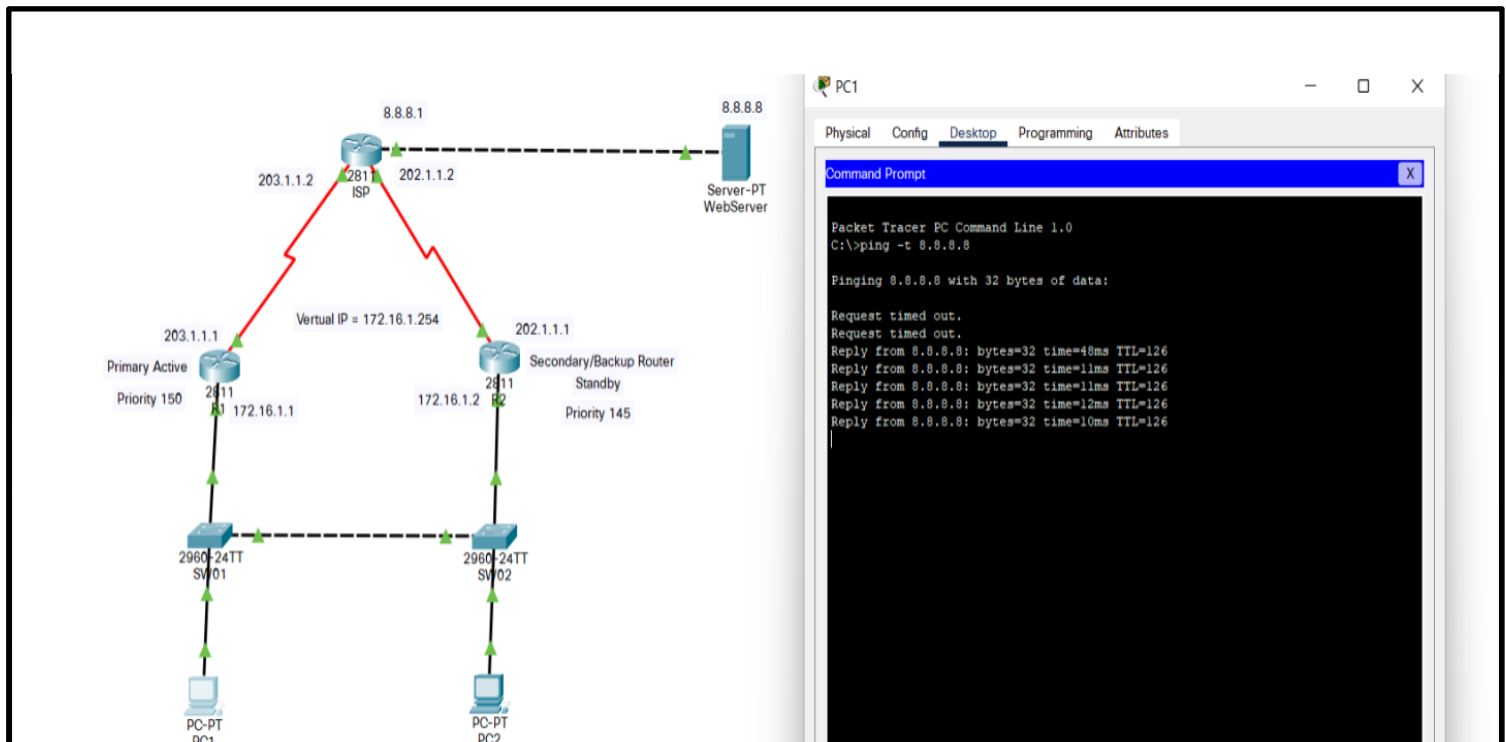 8.8.8.1
8.8.8.8
203.1.1.2
2811
ISP
202.1.1.2
Server-PT
WebServer
Vertual IP = 172.16.1.254
203.1.1.1
202.1.1.1
Primary Active
Priority 150
2811
R1
172.16.1.1
172.16.1.2
2811
R2
Secondary/Backup Router
Standby
Priority 145
2960-24TT
SW01
2960-24TT
SW02
PC-PT
PC1
PC-PT
PC2
PC1
Physical Config Desktop Programming Attributes
Command Prompt
X
Packet Tracer PC Command Line 1.0
C:\>ping -t 8.8.8.8
Pinging 8.8.8.8 with 32 bytes of data:
Request timed out.
Request timed out.
Reply from 8.8.8.8: bytes=32 time=48ms TTL=126
Reply from 8.8.8.8: bytes=32 time=11ms TTL=126
Reply from 8.8.8.8: bytes=32 time=11ms TTL=126
Reply from 8.8.8.8: bytes=32 time=12ms TTL=126
Reply from 8.8.8.8: bytes=32 time=10ms TTL=126